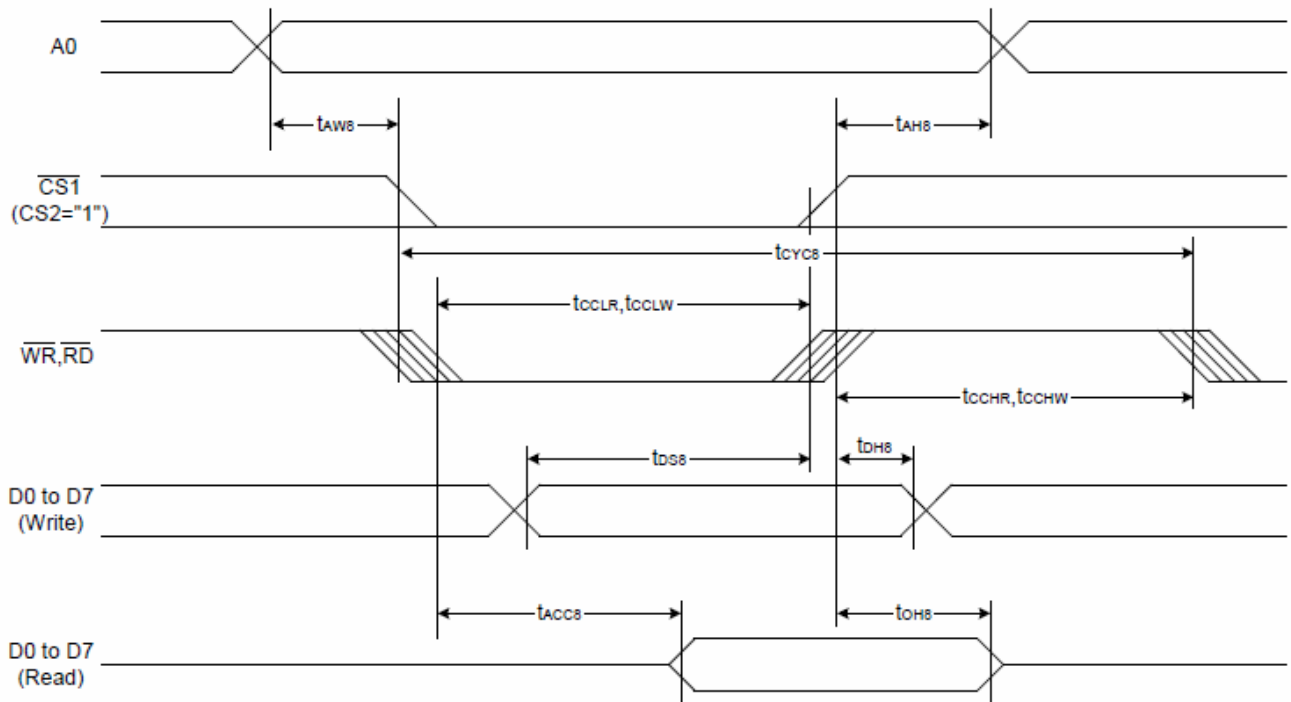 A0
tAW8
tAH8
CS1
(CS2="1")
tCYC8
tCCLR,tCCLW
WR,RD
tCCHR,tCCHW
tDS8
tDH8
D0 to D7
(Write)
tACC8
tOH8
D0 to D7
(Read)